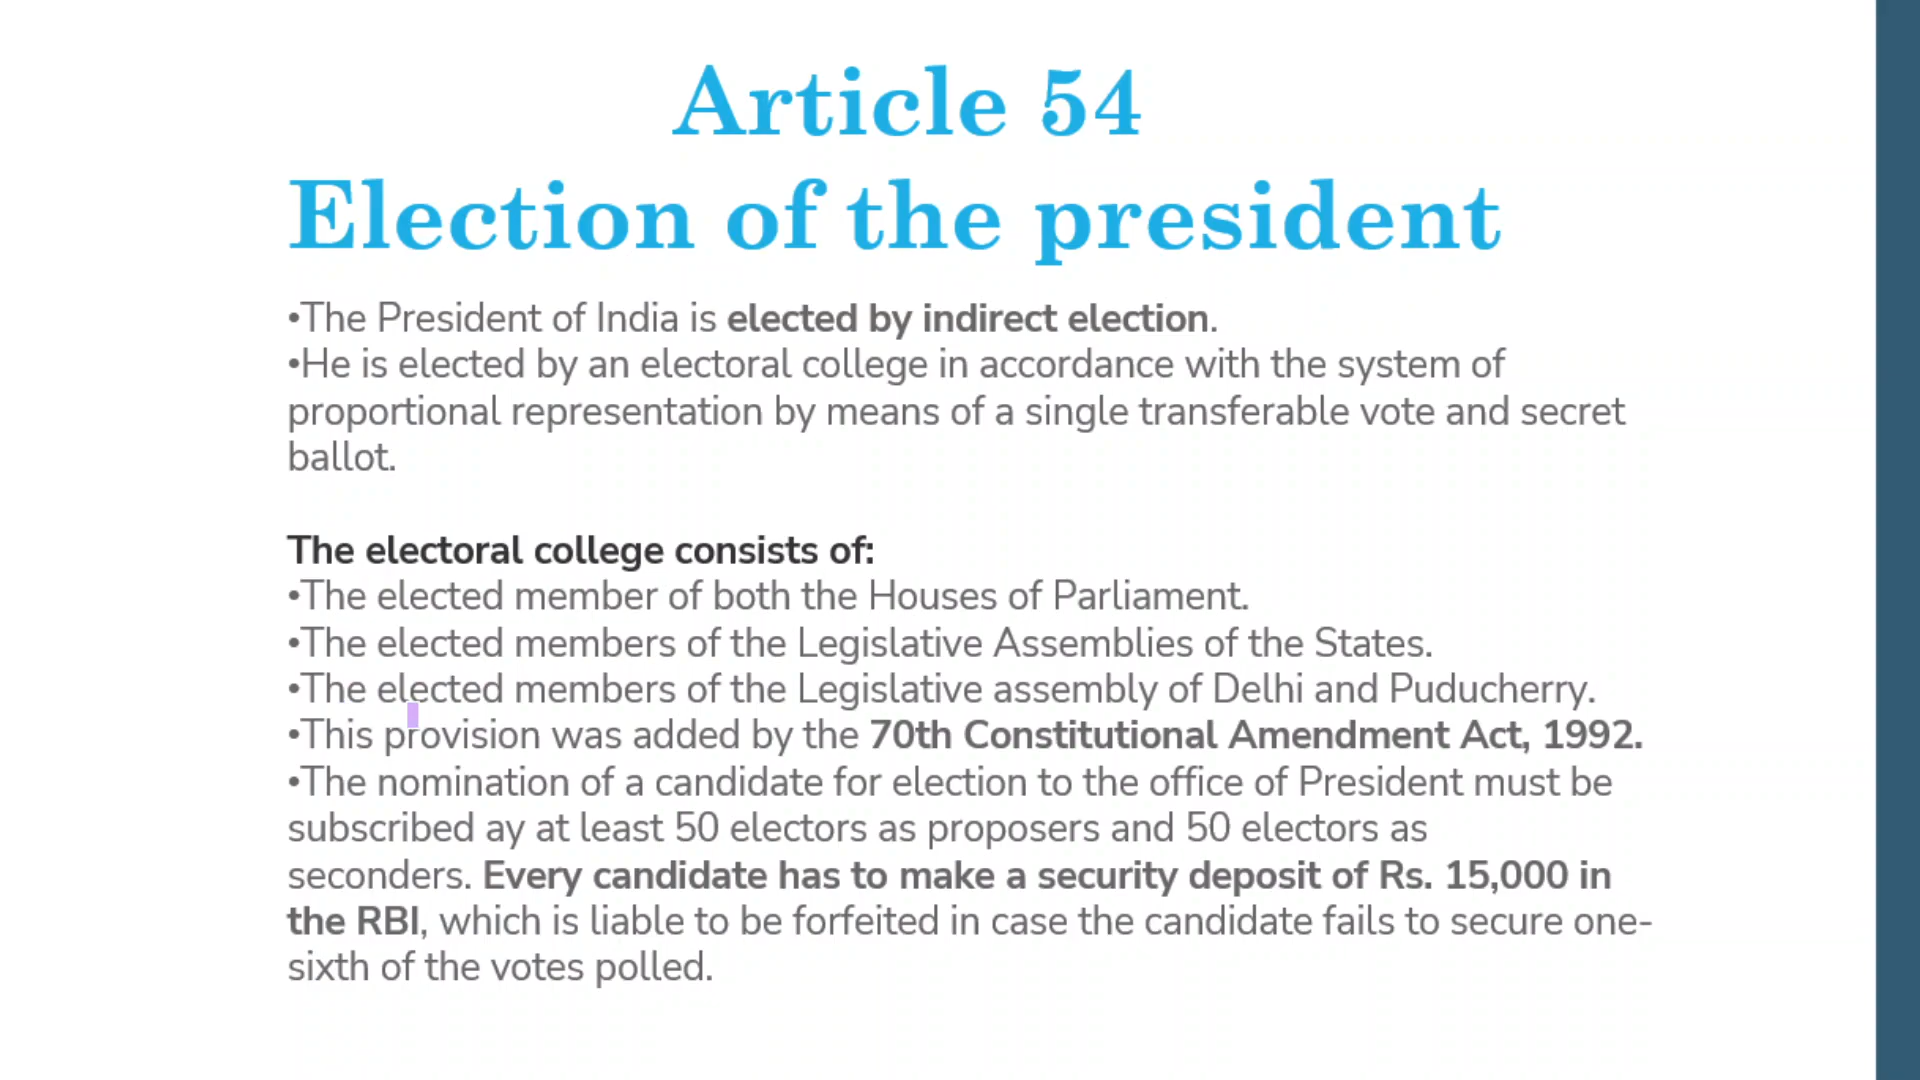 Article 54
Election of the president
•The President of India is elected by indirect election.
•He is elected by an electoral college in accordance with the system of
proportional representation by means of a single transferable vote and secret
ballot.
The electoral college consists of:
•The elected member of both the Houses of Parliament.
•The elected members of the Legislative Assemblies of the States.
•The elected members of the Legislative assembly of Delhi and Puducherry.
•This provision was added by the 70th Constitutional Amendment Act, 1992.
•The nomination of a candidate for election to the office of President must be
subscribed ay at least 50 electors as proposers and 50 electors as
seconders. Every candidate has to make a security deposit of Rs. 15,000 in
the RBI, which is liable to be forfeited in case the candidate fails to secure one-
sixth of the votes polled.